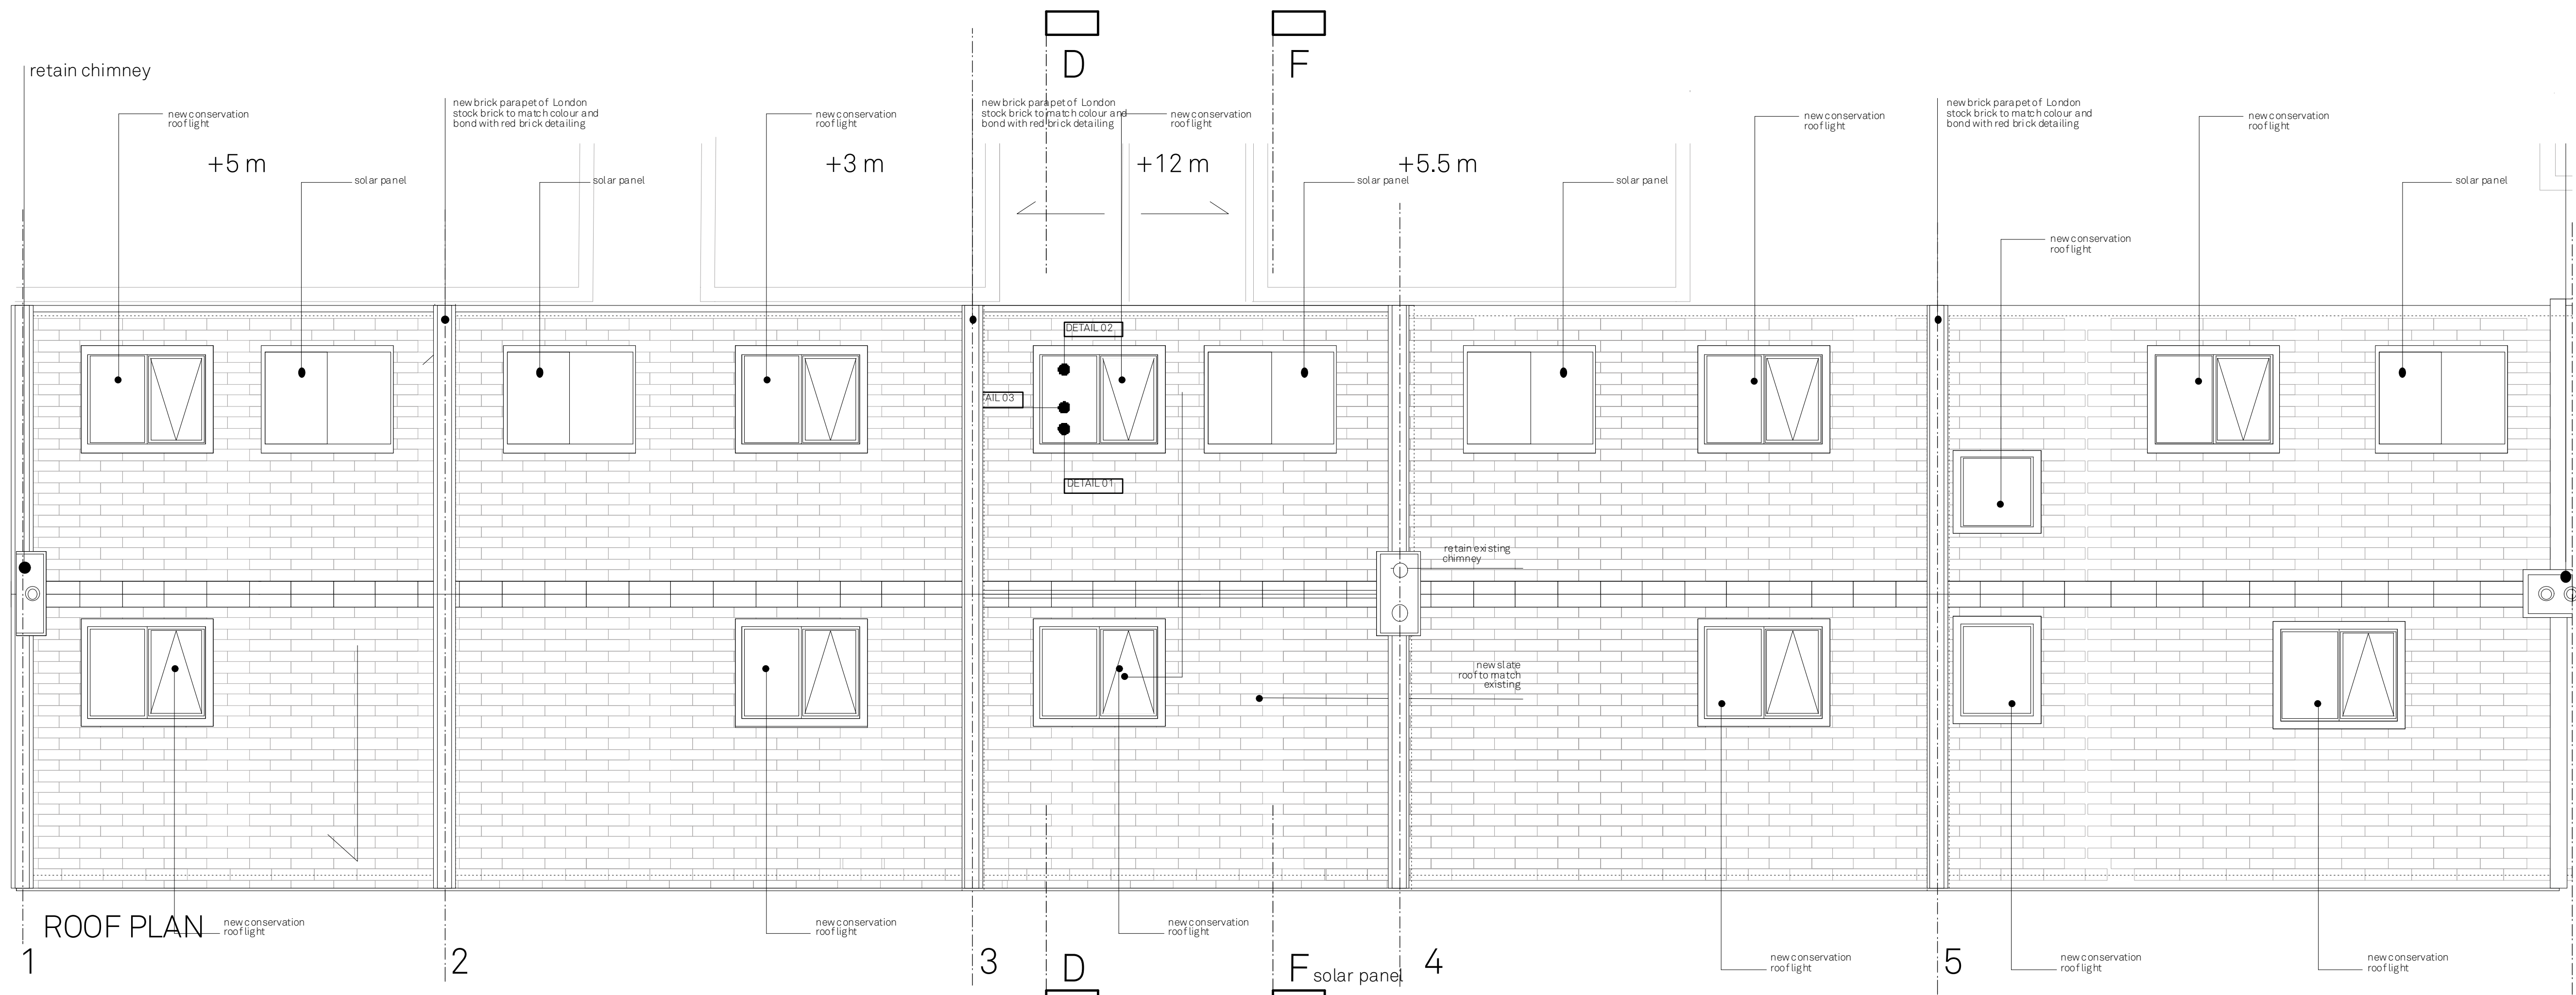 D
F
retain chimney
new conservation
roof light
new brick parapet of London
stock brick to match colour and
bond with red brick detailing
new conservation
roof light
new brick parapet of London
stock brick to match colour and
bond with red brick detailing
new conservation
roof light
new conservation
roof light
new brick parapet of London
stock brick to match colour and
bond with red brick detailing
new conservation
roof light
+5 m
+3 m
+12 m
+5.5 m
solar panel
solar panel
solar panel
solar panel
solar panel
new conservation
roof light
DETAIL 02
AIL 03
DETAIL 01
retain existing
chimney
new slate
roof to match
existing
ROOF PLAN
new conservation
roof light
new conservation
roof light
new conservation
roof light
new conservation
roof light
new conservation
roof light
new conservation
roof light
1
2
3
D
F
solar panel
4
5